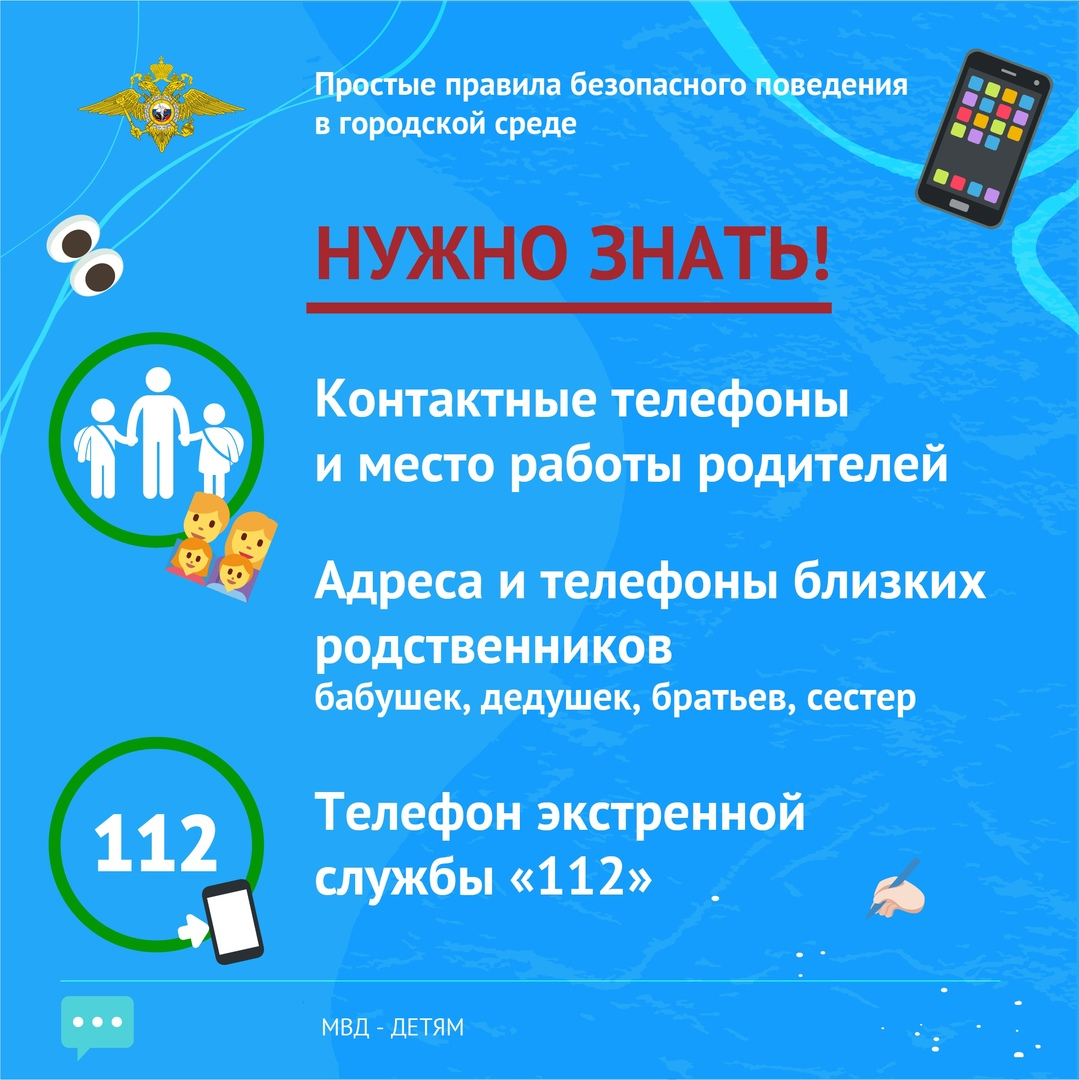 Простые правила безопасного поведения
в городской среде
НУЖНО ЗНАТЬ!
Контактные телефоны
и место работы родителей
Адреса и телефоны близких
родственников
бабушек, дедушек, братьев, сестер
112
Телефон экстренной
службы «112»
МВД - ДЕТЯМ